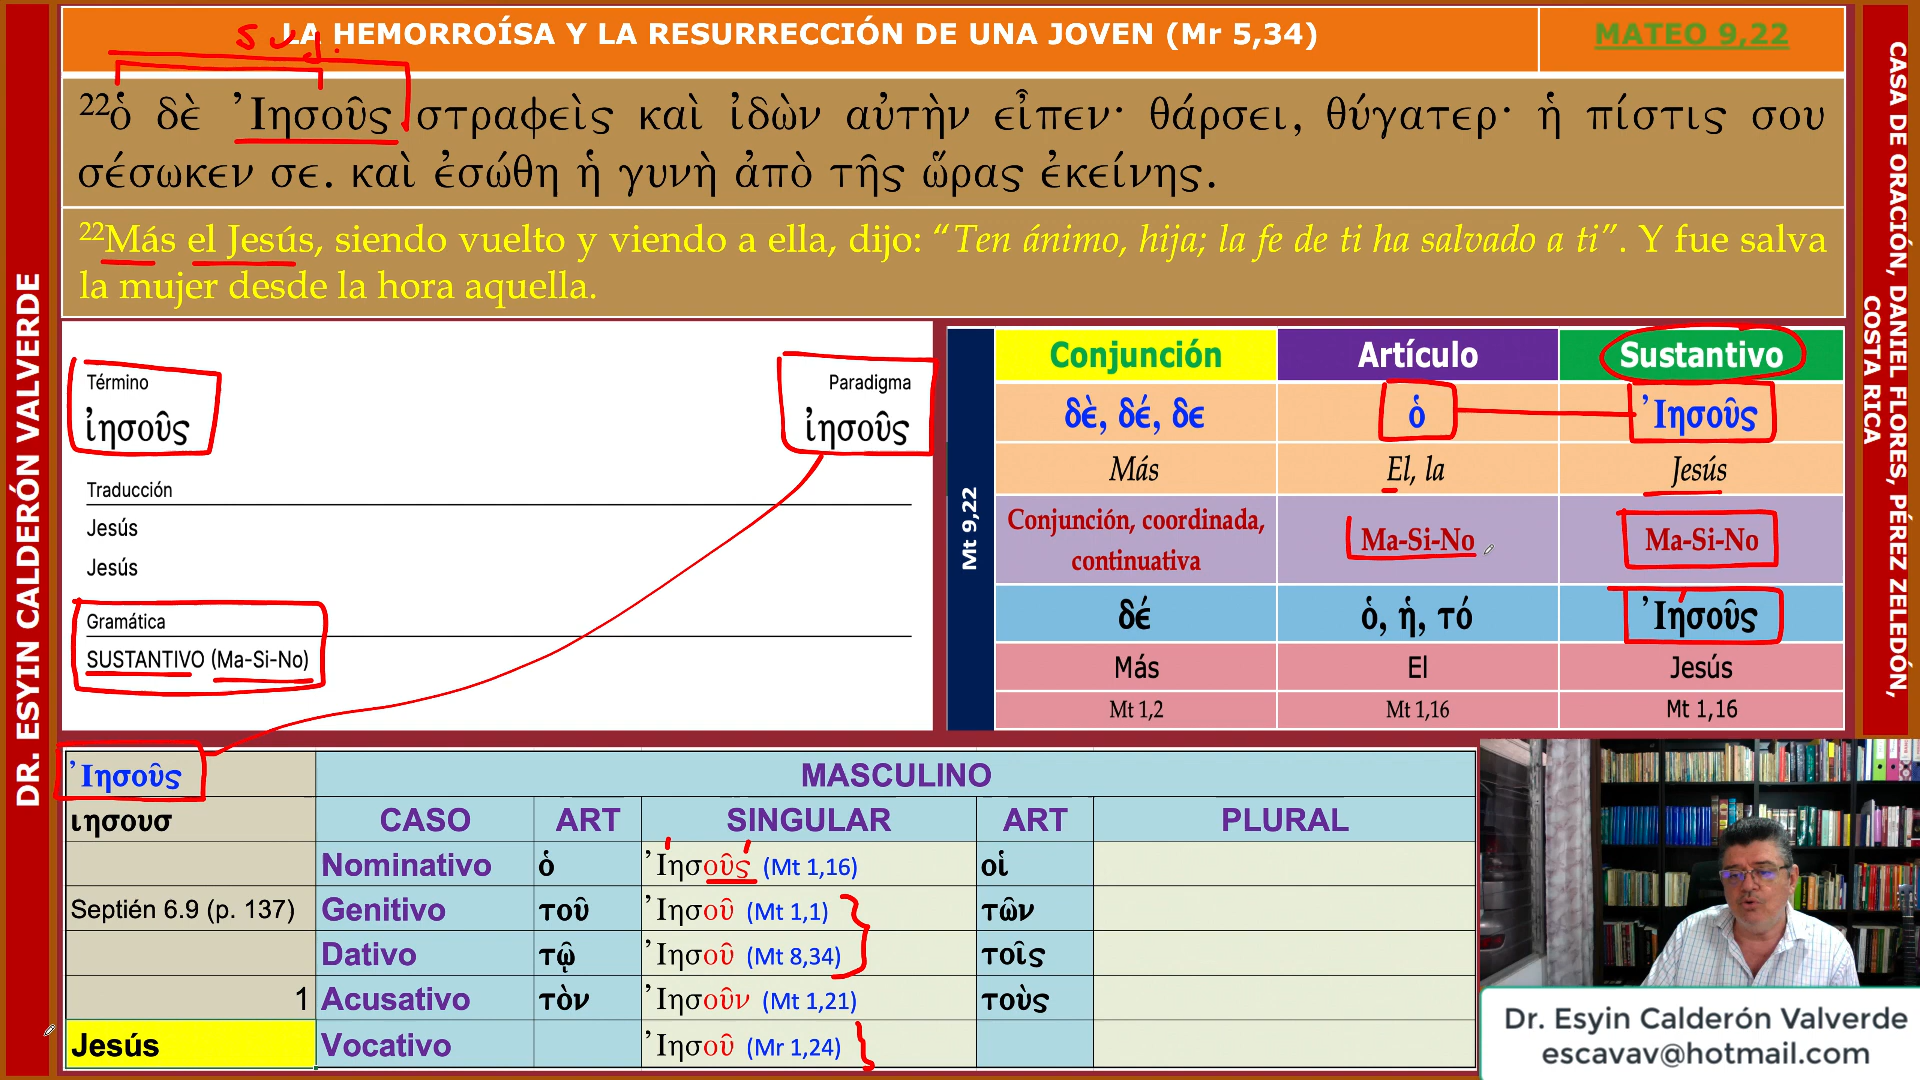 LA HEMORROÍSA Y LA RESURRECCIÓN DE UNA JOVEN (Mr 5,34)
MATEO 9,22
suj.
22ὁ δὲ Ἰησοῦς στραφεὶς καὶ ἰδὼν αὐτὴν εἶπεν· θάρσει, θύγατερ· ἡ πίστις σου
σέσωκεν σε. καὶ ἐσώθη ἡ γυνὴ ἀπὸ τῆς ὥρας ἐκείνης.
22Más el Jesús, siendo vuelto y viendo a ella, dijo: “Ten ánimo, hija; la fe de ti ha salvado a ti”. Y fue salva
la mujer desde la hora aquella.
DR. ESYIN CALDERÓN VALVERDE
CASA DE ORACIÓN, DANIEL FLORES, PÉREZ ZELEDÓN,
COSTA RICA
Término Paradigma
ἰησοῦς ἰησοῦς
Traducción
Jesús
Jesús
Gramática
SUSTANTIVO (Ma-Si-No)
Mt 9,22
Conjunción Artículo Sustantivo
δὲ, δέ, δε ὁ Ἰησοῦς
Más El, la Jesús
Conjunción, coordinada,
continuativa Ma-Si-No Ma-Si-No
δέ ὁ, ἡ, τό Ἰησοῦς
Más El Jesús
Mt 1,2 Mt 1,16 Mt 1,16
Ἰησοῦς MASCULINO
ιησουσ CASO ART SINGULAR ART PLURAL
Nominativo ὁ Ἰησοῦς (Mt 1,16) οἱ
Septién 6.9 (p. 137) Genitivo τοῦ Ἰησοῦ (Mt 1,1) τῶν
Dativo τῷ Ἰησοῦ (Mt 8,34) τοῖς
1 Acusativo τὸν Ἰησοῦν (Mt 1,21) τοὺς
Jesús Vocativo Ἰησοῦ (Mr 1,24)
Dr. Esyin Calderón Valverde
escavav@hotmail.com